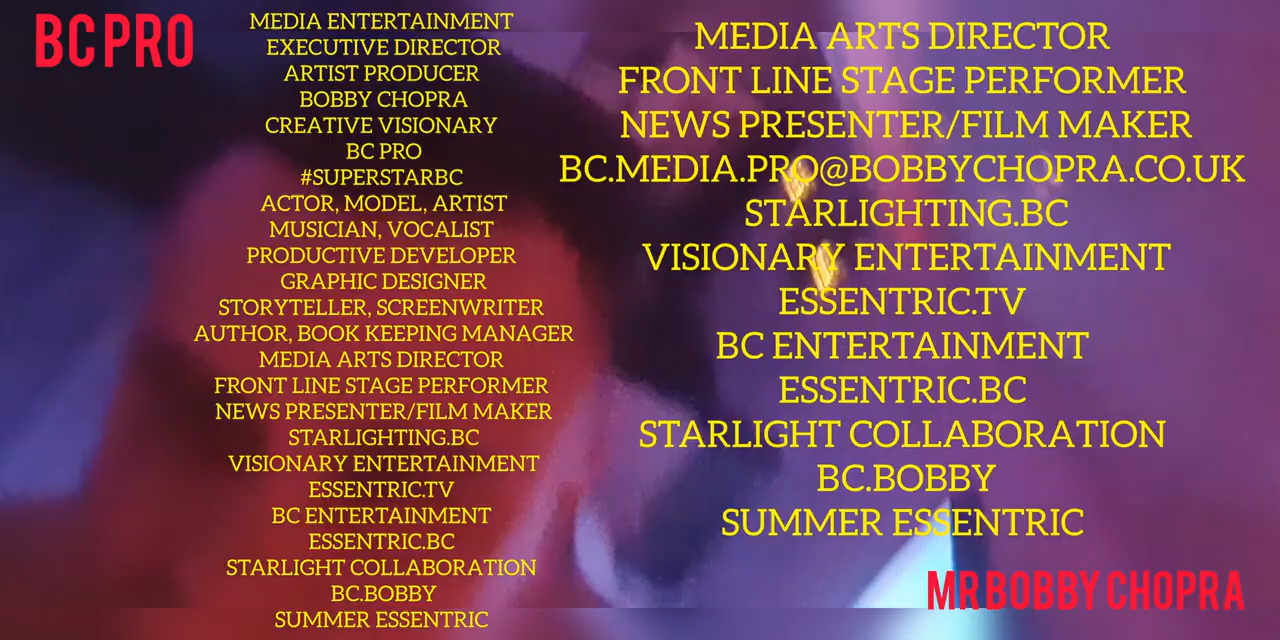 BC PRO
MEDIA ENTERTAINMENT
EXECUTIVE DIRECTOR
ARTIST PRODUCER
BOBBY CHOPRA
CREATIVE VISIONARY
BC PRO
#SUPERSTARBC
ACTOR, MODEL, ARTIST
MUSICIAN, VOCALIST
PRODUCTIVE DEVELOPER
GRAPHIC DESIGNER
STORYTELLER, SCREENWRITER
AUTHOR, BOOK KEEPING MANAGER
MEDIA ARTS DIRECTOR
FRONT LINE STAGE PERFORMER
NEWS PRESENTER/FILM MAKER
STARLIGHTING.BC
VISIONARY ENTERTAINMENT
ESSENTRIC.TV
BC ENTERTAINMENT
ESSENTRIC.BC
STARLIGHT COLLABORATION
BC.BOBBY
SUMMER ESSENTRIC
MEDIA ARTS DIRECTOR
FRONT LINE STAGE PERFORMER
NEWS PRESENTER/FILM MAKER
BC.MEDIA.PRO@BOBBYCHOPRA.CO.UK
STARLIGHTING.BC
VISIONARY ENTERTAINMENT
ESSENTRIC.TV
BC ENTERTAINMENT
ESSENTRIC.BC
STARLIGHT COLLABORATION
BC.BOBBY
SUMMER ESSENTRIC
MR BOBBY CHOPRA